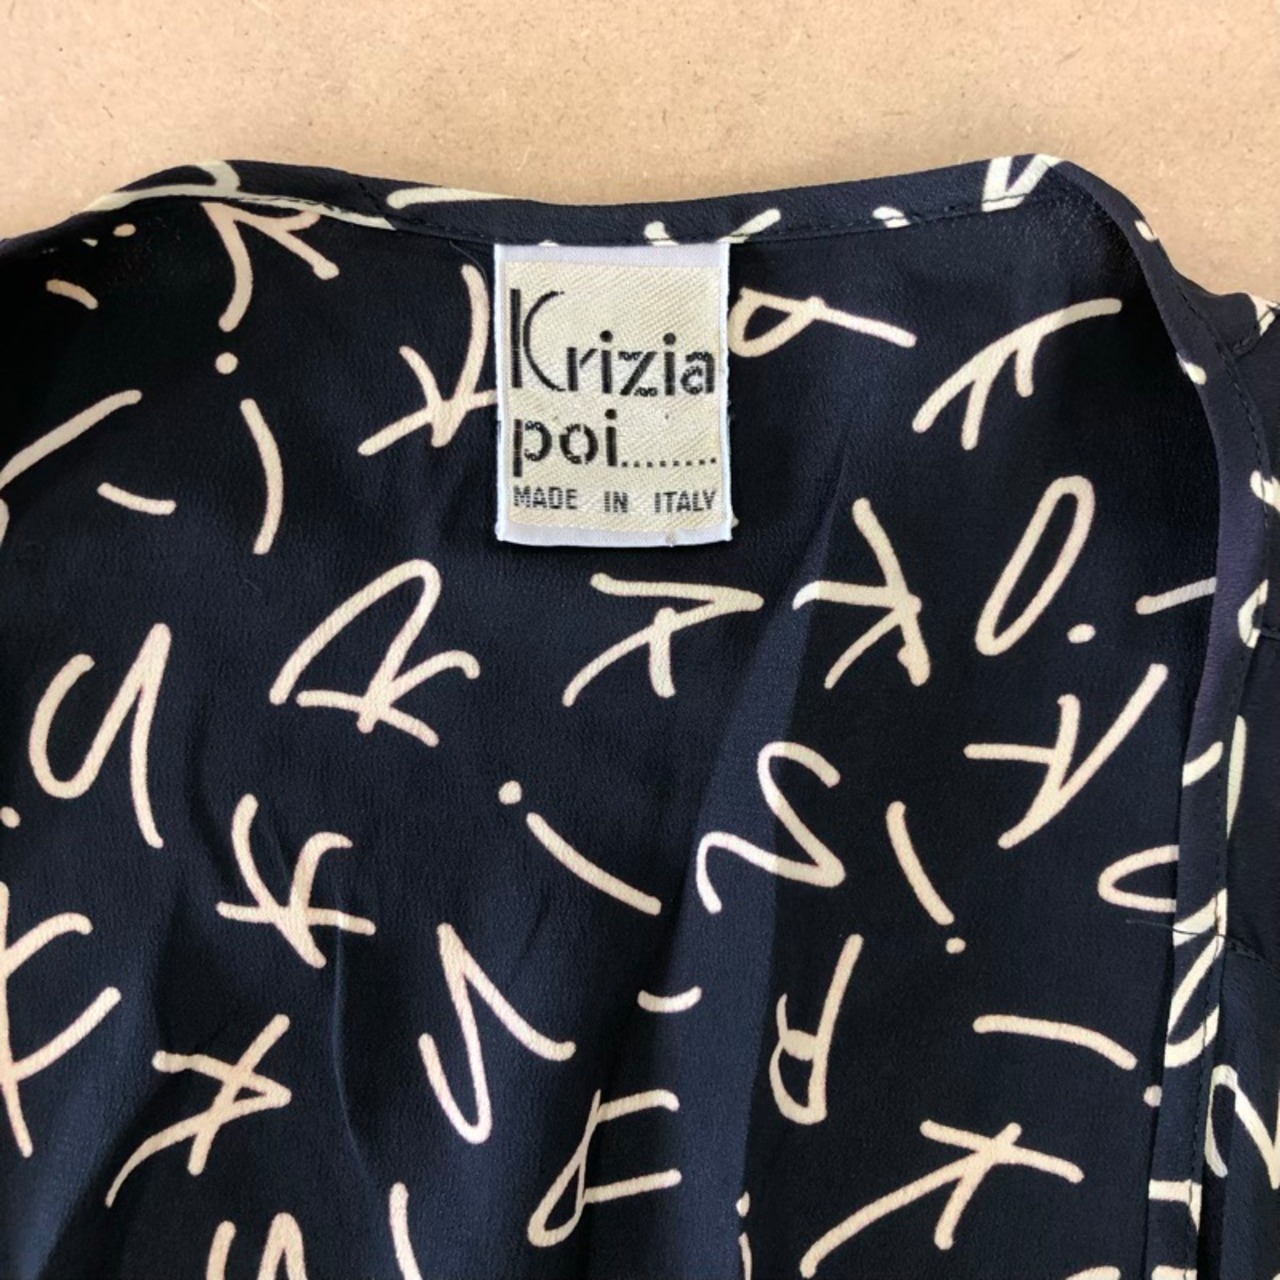 Krizia
poi........
MADE IN ITALY